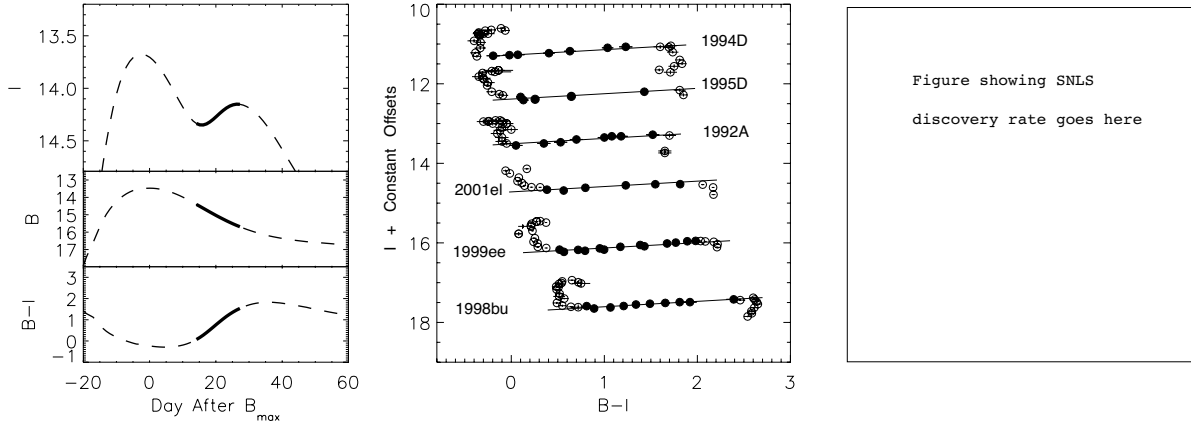 13.5
14.0
14.5
I
13
14
15
16
17
B
3
2
1
0
-1
B-I
-20
0
20
40
60
Day After Bmax
10
12
14
16
18
I + Constant Offsets
1994D
1995D
1992A
2001el
1999ee
1998bu
0
1
2
3
B-I
Figure showing SNLS
discovery rate goes here